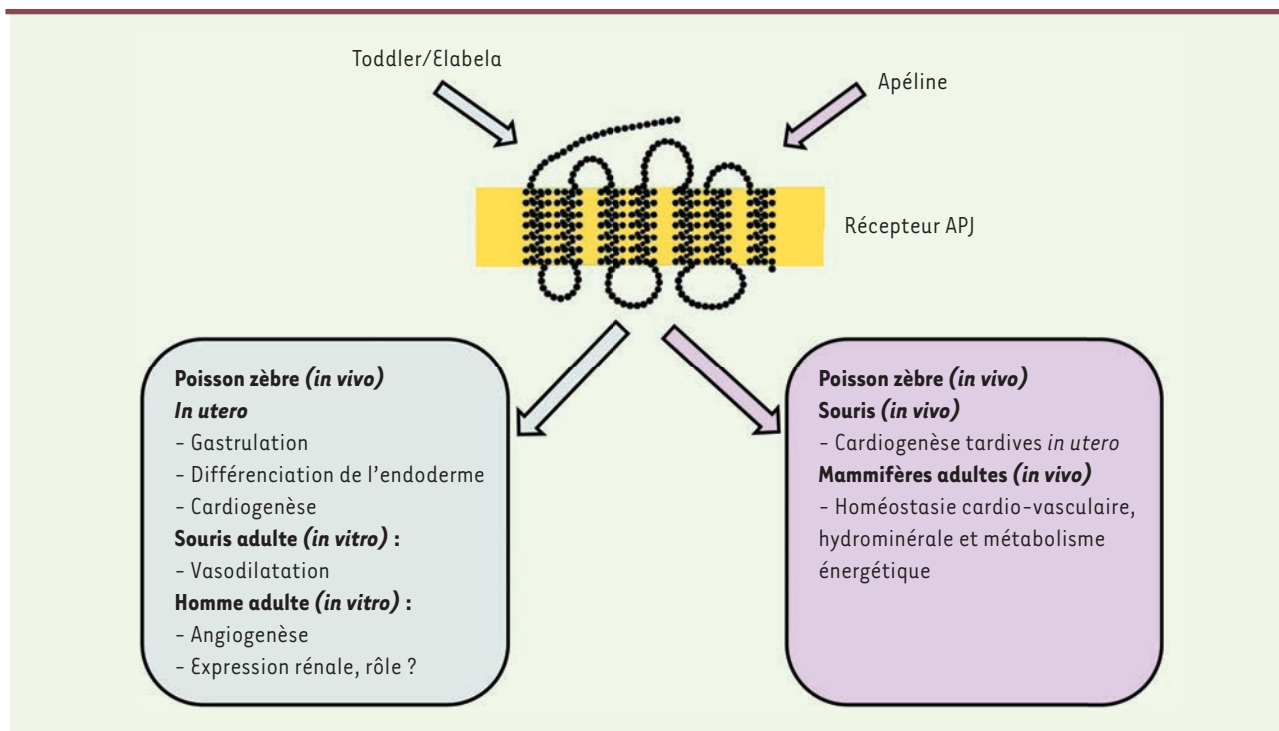 Toddler/Elabela
Apéline
Récepteur APJ
Poisson zèbre (in vivo)
In utero
- Gastrulation
- Différenciation de l'endoderme
- Cardiogenèse
Souris adulte (in vitro) :
- Vasodilatation
Homme adulte (in vitro) :
- Angiogenèse
- Expression rénale, rôle ?
Poisson zèbre (in vivo)
Souris (in vivo)
- Cardiogenèse tardives in utero
Mammifères adultes (in vivo)
- Homéostasie cardio-vasculaire,
hydrominérale et métabolisme
énergétique